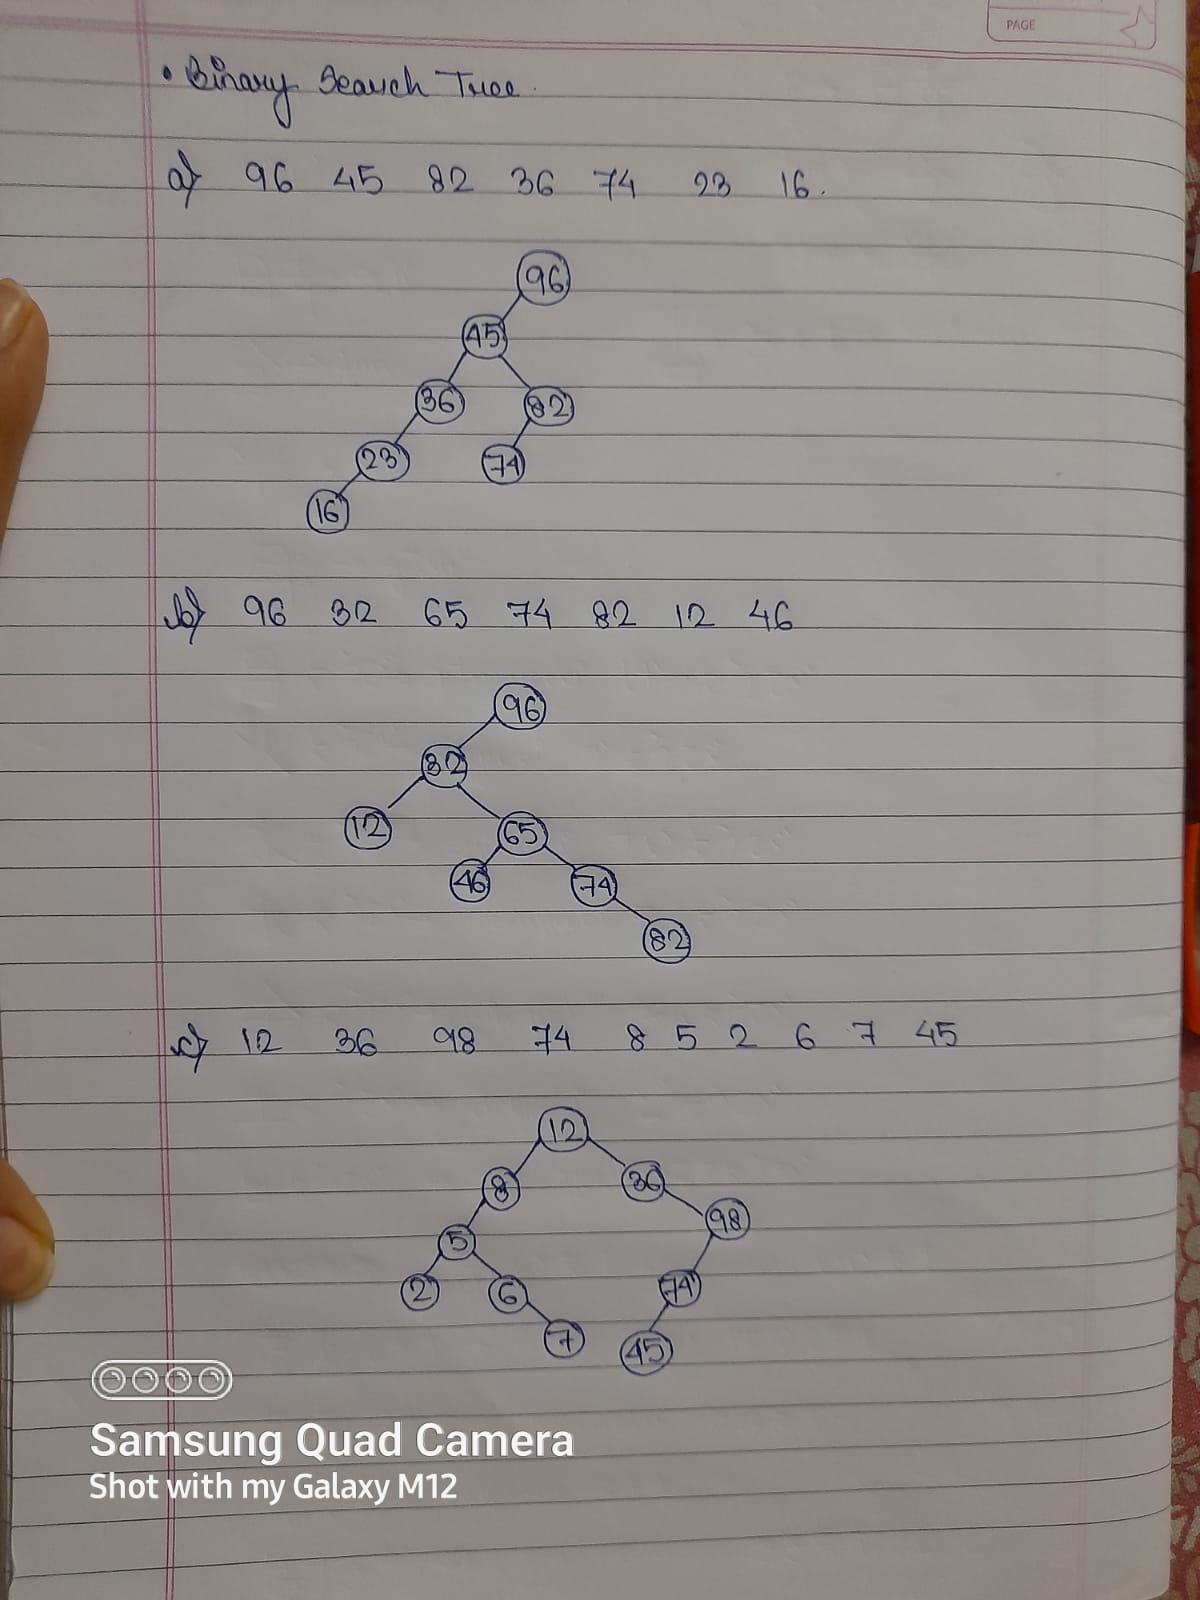 PAGE
• Binary Search Tree.
a) 96 45 82 36 74 23 16.
96
45
36 82
23 74
16
b) 96 32 65 74 82 12 46
96
32
12 65
46 74
82
c) 12 36 98 74 8 5 2 6 7 45
12
8 36
98
5
2 6 74
7 45
Samsung Quad Camera
Shot with my Galaxy M12